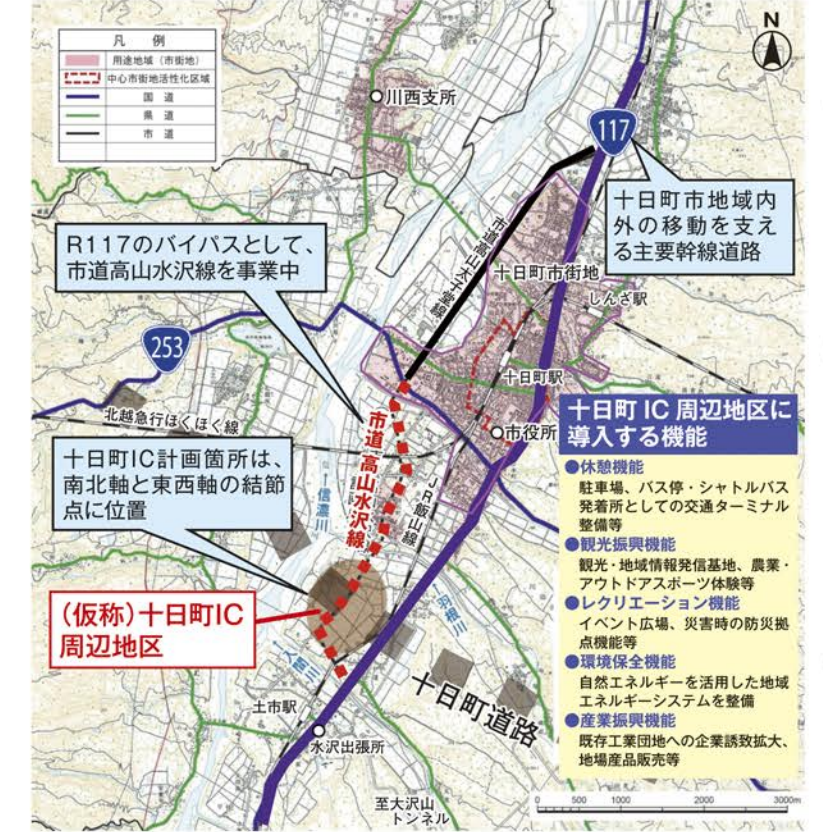 凡　例
用途地域（市街地）
中心市街地活性化区域
国　道
県　道
市　道
N
川西支所
117
十日町市地域内
外の移動を支え
る主要幹線道路
R117のバイパスとして、
市道高山水沢線を事業中
市道高山太子堂線
十日町市街地
しんざ駅
253
十日町駅
北越急行ほくほく線
市役所
市道高山水沢線
JR飯山線
十日町IC計画箇所は、
南北軸と東西軸の結節
点に位置
←信濃川
（仮称）十日町IC
周辺地区
←羽根川
←入間川
十日町道路
土市駅
水沢出張所
至大沢山
トンネル
十日町 IC 周辺地区に
導入する機能
●休憩機能
駐車場、バス停・シャトルバス
発着所としての交通ターミナル
整備等
●観光振興機能
観光・地域情報発信基地、農業・
アウトドアスポーツ体験等
●レクリエーション機能
イベント広場、災害時の防災拠
点機能等
●環境保全機能
自然エネルギーを活用した地域
エネルギーシステムを整備
●産業振興機能
既存工業団地への企業誘致拡大、
地場産品販売等
0 500 1000 2000 3000m